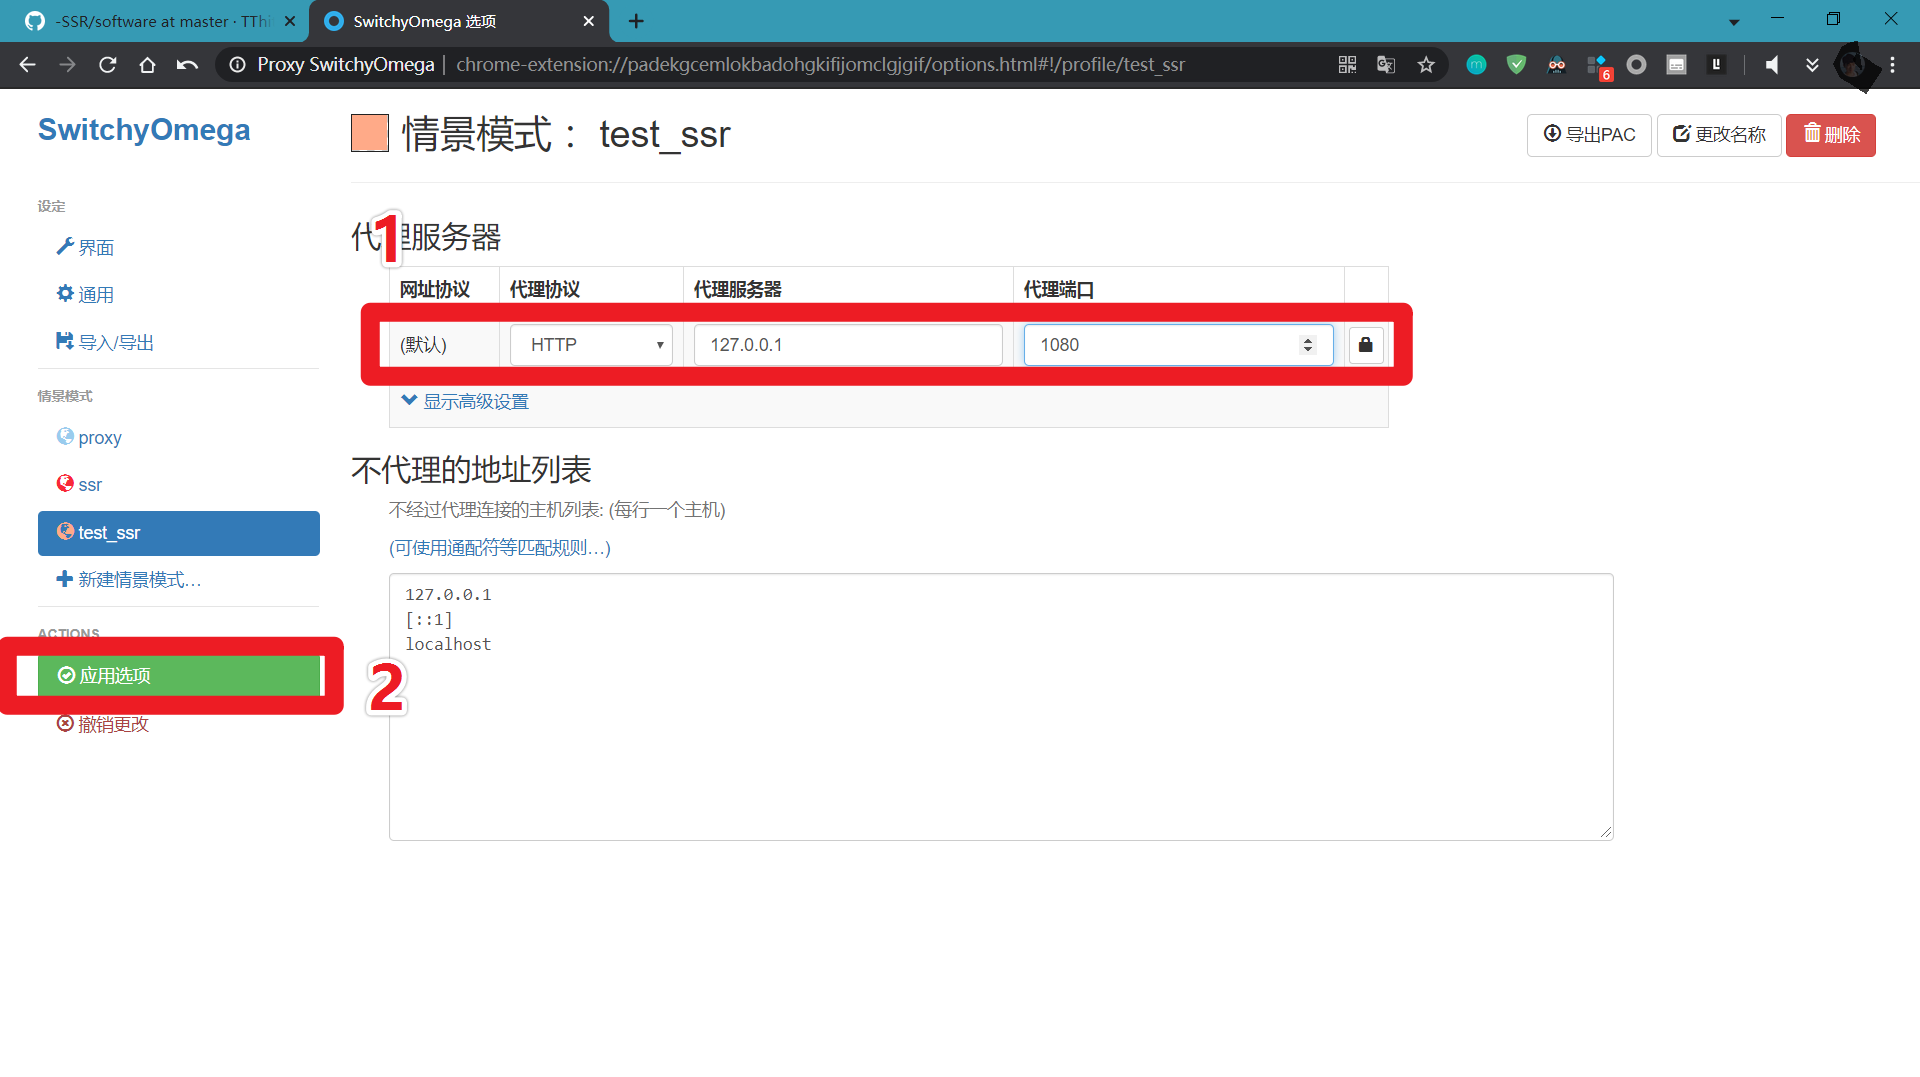 -SSR/software at master · TThi
SwitchyOmega 选项
Proxy SwitchyOmega | chrome-extension://padekgcemlokbadohgkifijomclgjgif/options.html#!/profile/test_ssr
6
SwitchyOmega
情景模式： test_ssr
导出PAC
更改名称
删除
设定
界面
通用
导入/导出
情景模式
proxy
ssr
test_ssr
新建情景模式…
ACTIONS
应用选项
撤销更改
1
代理服务器
网址协议 代理协议 代理服务器 代理端口
(默认) HTTP 127.0.0.1 1080
显示高级设置
不代理的地址列表
不经过代理连接的主机列表: (每行一个主机)
(可使用通配符等匹配规则…)
127.0.0.1
[::1]
localhost
2